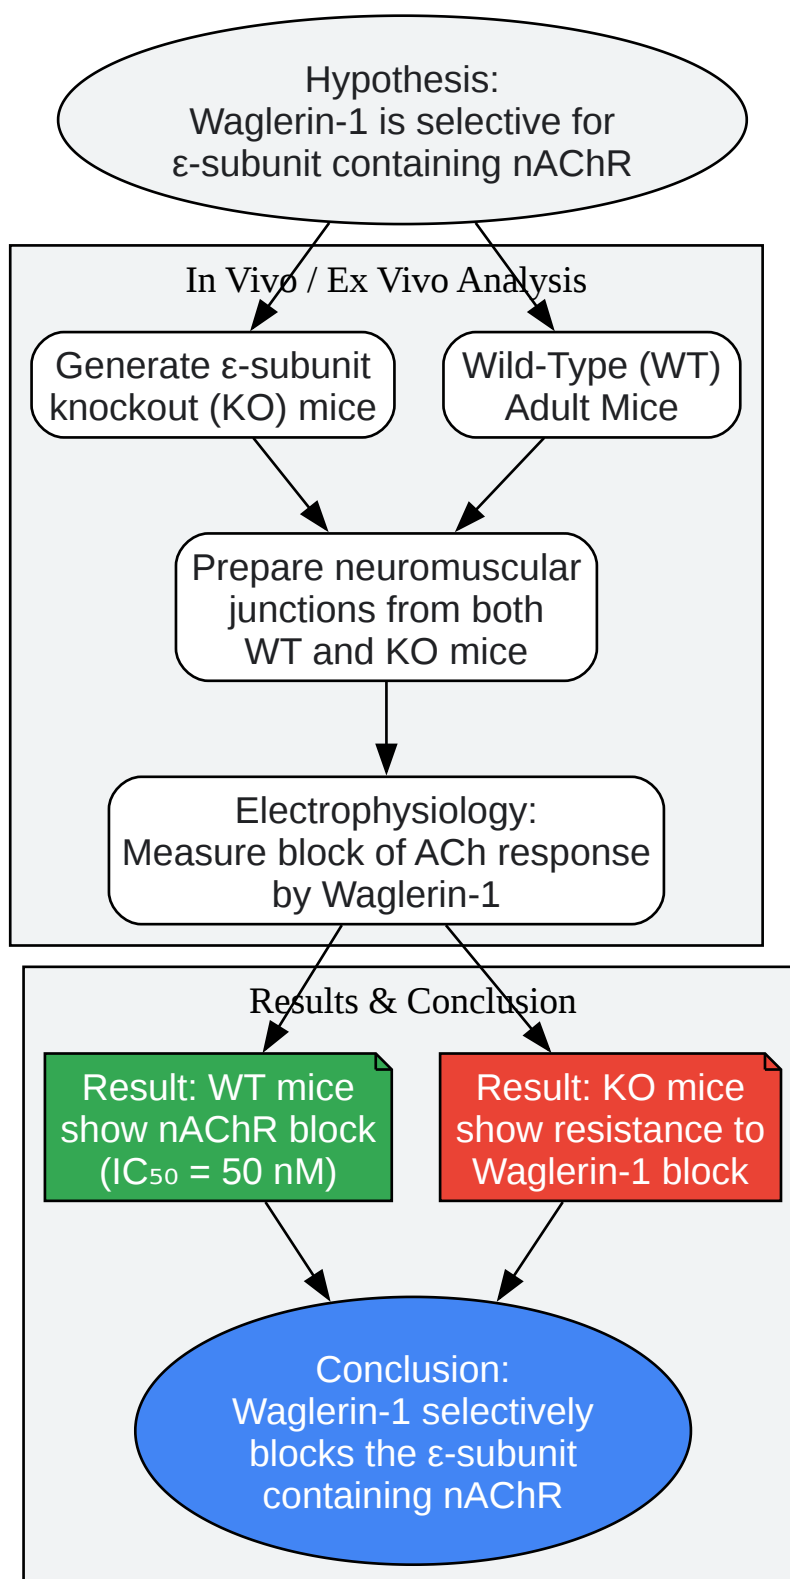 Hypothesis:
Waglerin-1 is selective for
ε-subunit containing nAChR
In Vivo / Ex Vivo Analysis
Generate ε-subunit
knockout (KO) mice
Wild-Type (WT)
Adult Mice
Prepare neuromuscular
junctions from both
WT and KO mice
Electrophysiology:
Measure block of ACh response
by Waglerin-1
Results & Conclusion
Result: WT mice
show nAChR block
(IC₅₀ = 50 nM)
Result: KO mice
show resistance to
Waglerin-1 block
Conclusion:
Waglerin-1 selectively
blocks the ε-subunit
containing nAChR